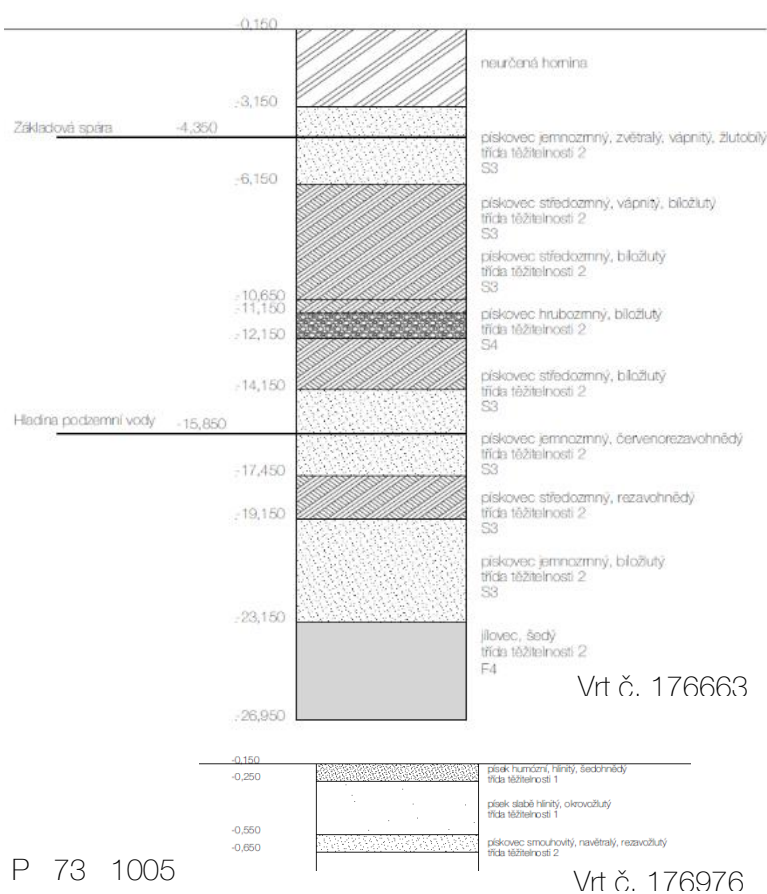 -0,150
neurčená hornina
-3,150
Základová spára -4,350
pískovec jemnozrnný, zvětralý, vápnitý, žlutobílý
třída těžitelnosti 2
S3
-6,150
pískovec středozrnný, vápnitý, bíložlutý
třída těžitelnosti 2
S3
pískovec středozrnný, bíložlutý
třída těžitelnosti 2
S3
-10,650
-11,150
pískovec hrubozrnný, bíložlutý
třída těžitelnosti 2
S4
-12,150
pískovec středozrnný, bíložlutý
třída těžitelnosti 2
S3
-14,150
Hladina podzemní vody -15,850
pískovec jemnozrnný, červenorezavohnědý
třída těžitelnosti 2
S3
-17,450
pískovec středozrnný, rezavohnědý
třída těžitelnosti 2
S3
-19,150
pískovec jemnozrnný, bíložlutý
třída těžitelnosti 2
S3
-23,150
jílovec, šedý
třída těžitelnosti 2
F4
Vrt č. 176663
-26,950
-0,150
písek humózní, hlinitý, šedohnědý
třída těžitelnosti 1
-0,250
písek slabě hlinitý, okrovožlutý
třída těžitelnosti 1
-0,550
pískovec smouhovitý, navětralý, rezavožlutý
třída těžitelnosti 2
-0,650
P 73 1005
Vrt č. 176976